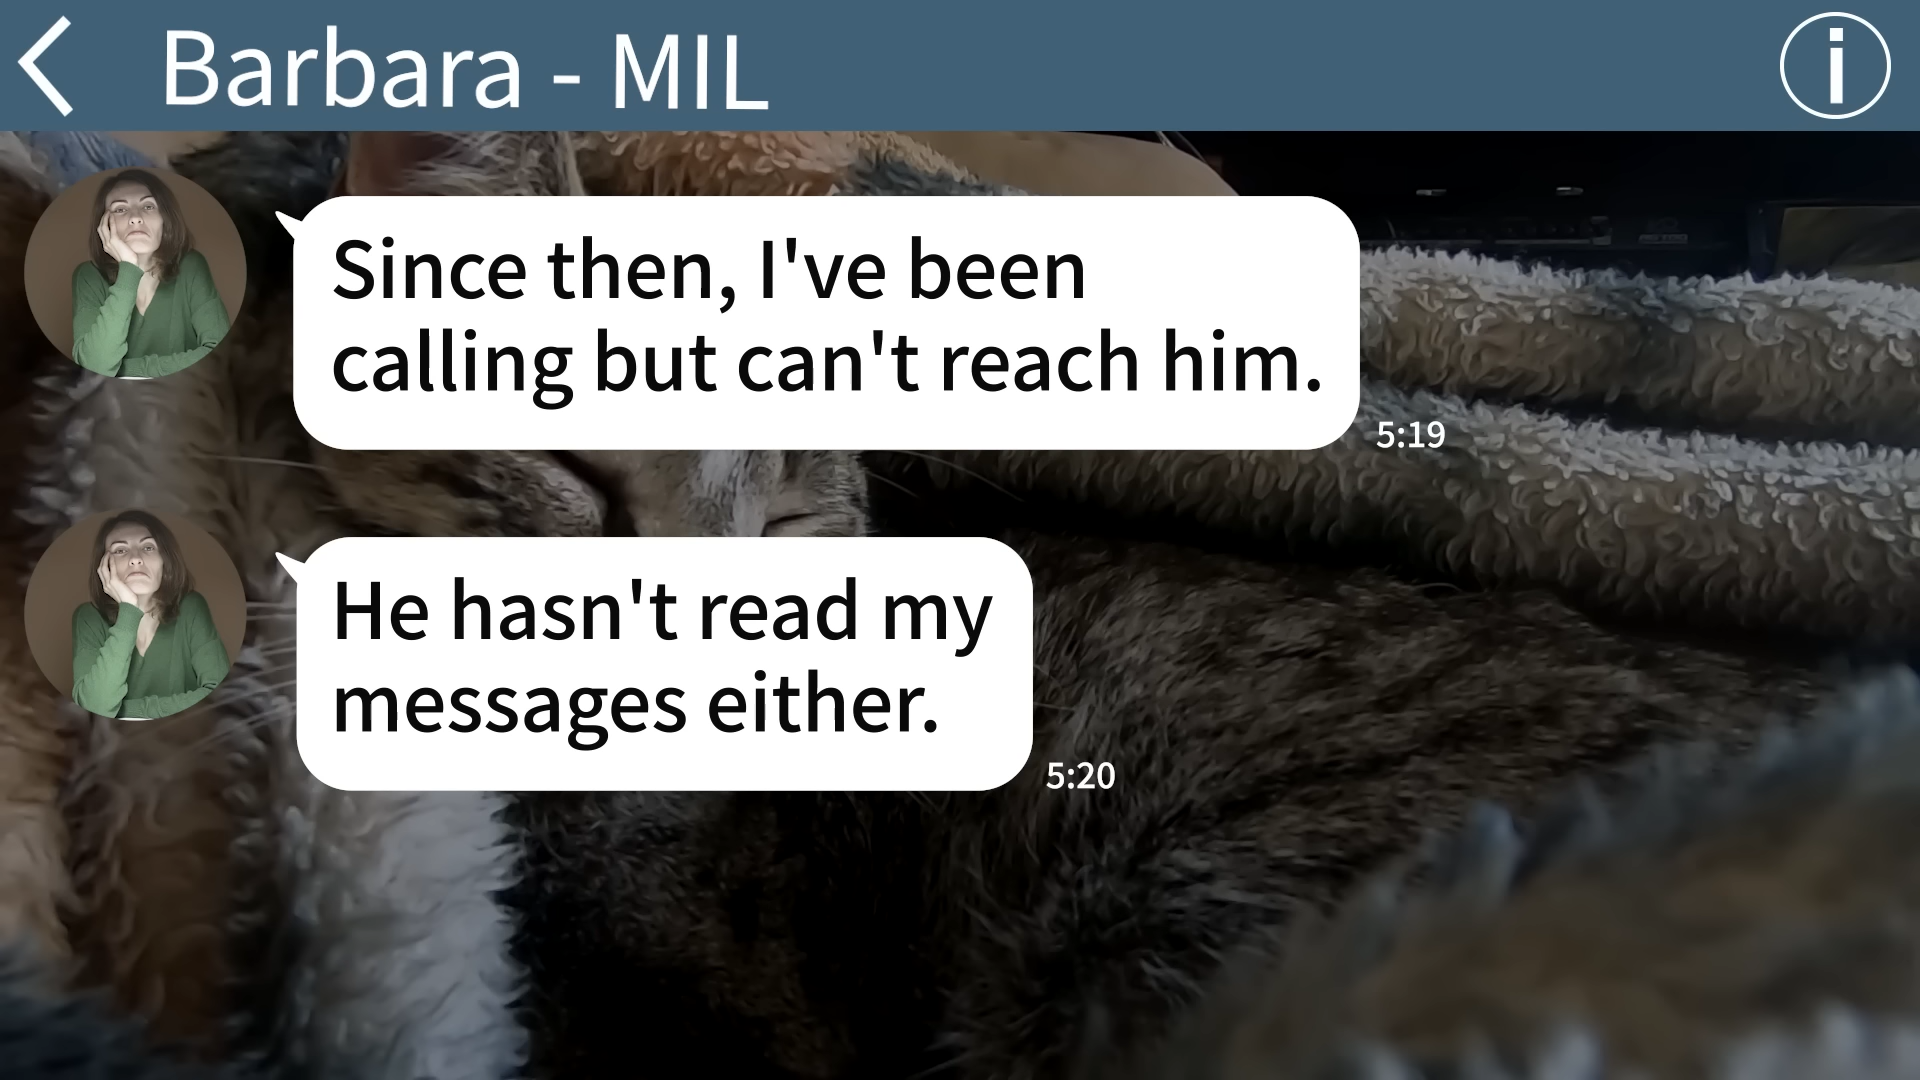 Barbara - MIL
Since then, I've been
calling but can't reach him.
5:19
He hasn't read my
messages either.
5:20